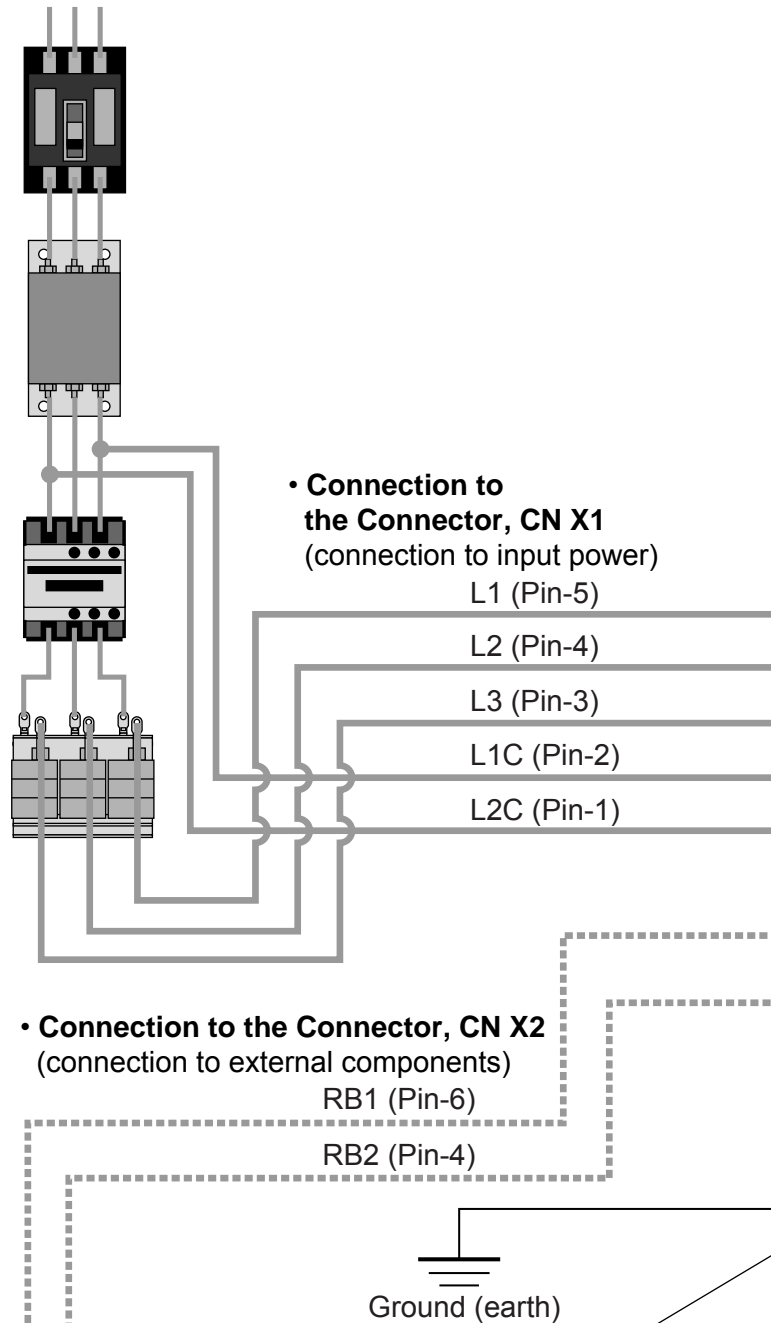 • Connection to
the Connector, CN X1
(connection to input power)
L1 (Pin-5)
L2 (Pin-4)
L3 (Pin-3)
L1C (Pin-2)
L2C (Pin-1)
• Connection to the Connector, CN X2
(connection to external components)
RB1 (Pin-6)
RB2 (Pin-4)
Ground (earth)